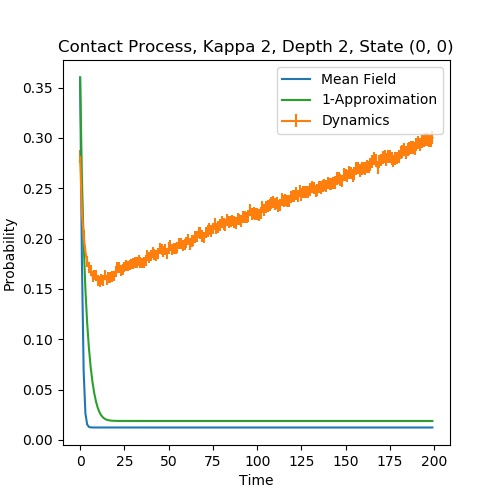 Contact Process, Kappa 2, Depth 2, State (0, 0)
Mean Field
1-Approximation
Dynamics
Probability
0.35
0.30
0.25
0.20
0.15
0.10
0.05
0.00
0 25 50 75 100 125 150 175 200
Time